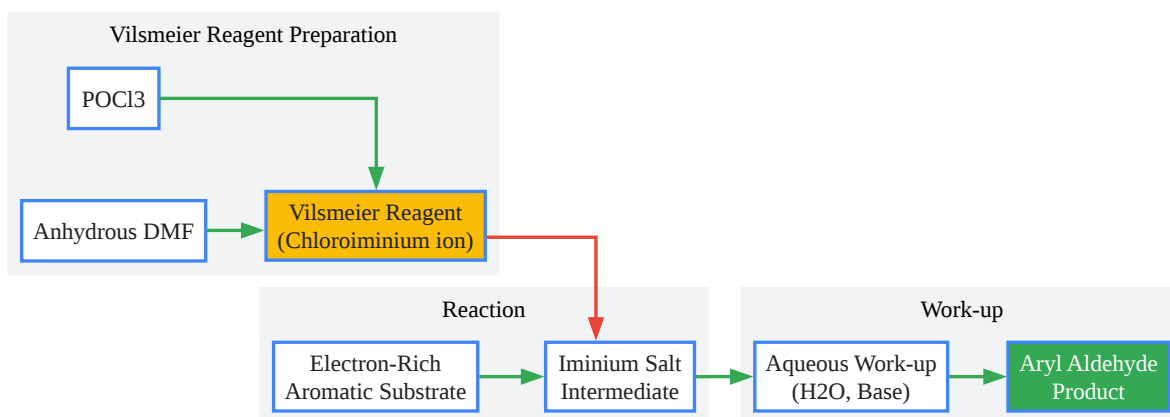 Vilsmeier Reagent Preparation
POCl3
Anhydrous DMF
Vilsmeier Reagent
(Chloroiminium ion)
Reaction
Electron-Rich
Aromatic Substrate
Iminium Salt
Intermediate
Work-up
Aqueous Work-up
(H2O, Base)
Aryl Aldehyde
Product